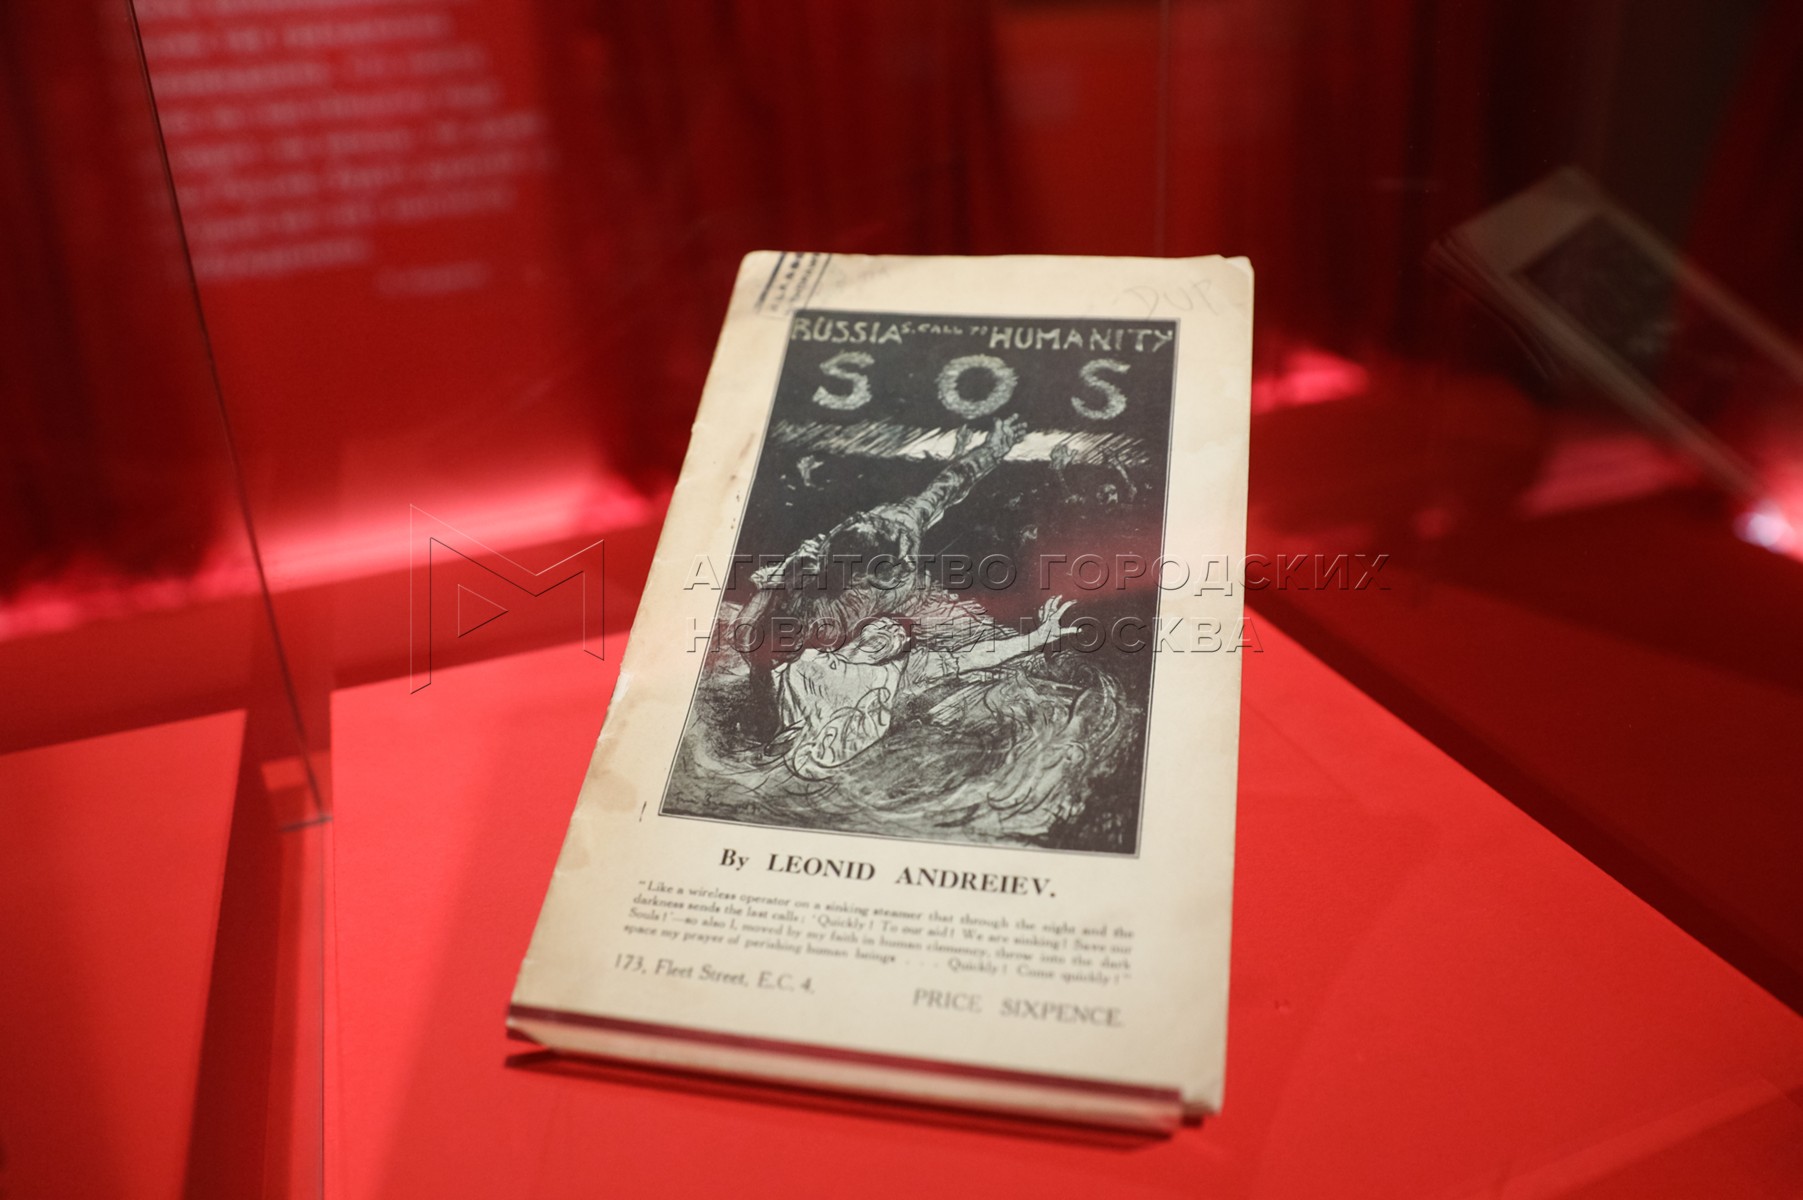 DUP
RUSSIAS. CALL TO HUMANITY
S O S
By LEONID ANDREIEV.
"Like a wireless operator on a sinking steamer that through the night and the
darkness sends the last calls: 'Quickly! To our aid! We are sinking! Save our
Souls!'—so also I, moved by my faith in human clemency, throw into the dark
space my prayer of perishing human beings . . . Quickly! Come quickly!"
173, Fleet Street, E.C. 4.
PRICE SIXPENCE.
АГЕНТСТВО ГОРОДСКИХ
НОВОСТЕЙ МОСКВА